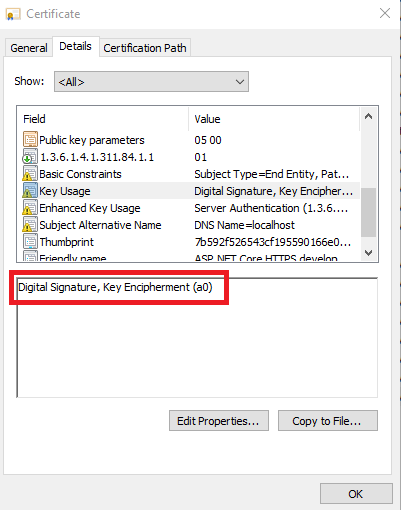 Certificate
General Details Certification Path
Show: <All>
Field Value
Public key parameters 05 00
1.3.6.1.4.1.311.84.1.1 01
Basic Constraints Subject Type=End Entity, Pat...
Key Usage Digital Signature, Key Encipher...
Enhanced Key Usage Server Authentication (1.3.6....
Subject Alternative Name DNS Name=localhost
Thumbprint 7b592f526543cf195590166e0...
Friendly name ASP.NET Core HTTPS develop...
Digital Signature, Key Encipherment (a0)
Edit Properties... Copy to File...
OK